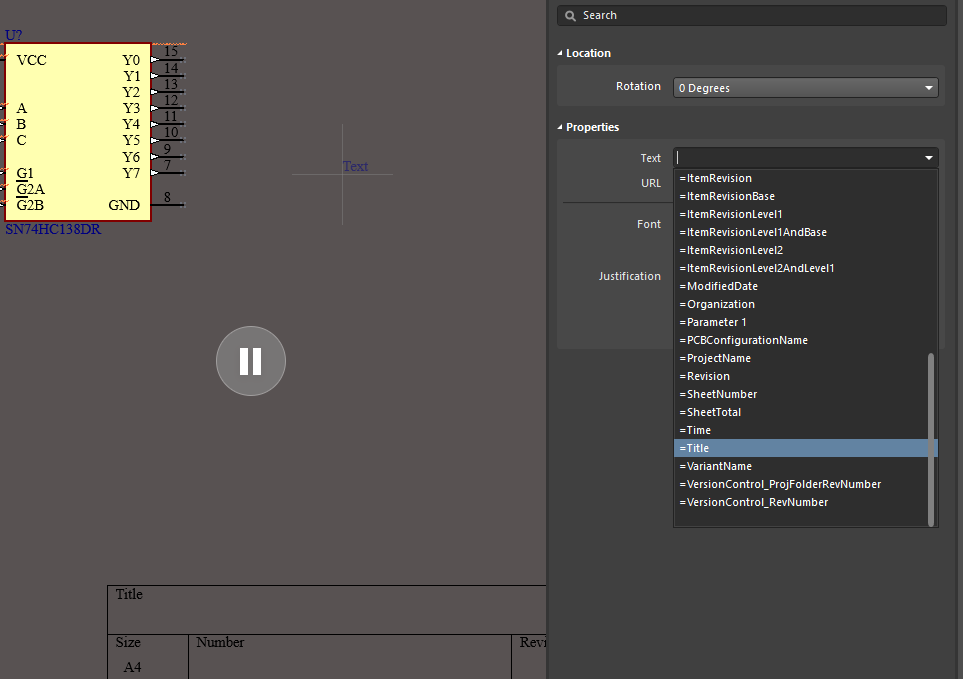 U?
VCC
A
B
C
G1
G2A
G2B
Y0
Y1
Y2
Y3
Y4
Y5
Y6
Y7
GND
15
14
13
12
11
10
9
7
8
SN74HC138DR
Text
Title
Size
A4
Number
Revi
Search
Location
Rotation 0 Degrees
Properties
Text
URL
Font
Justification
=ItemRevision
=ItemRevisionBase
=ItemRevisionLevel1
=ItemRevisionLevel1AndBase
=ItemRevisionLevel2
=ItemRevisionLevel2AndLevel1
=ModifiedDate
=Organization
=Parameter 1
=PCBConfigurationName
=ProjectName
=Revision
=SheetNumber
=SheetTotal
=Time
=Title
=VariantName
=VersionControl_ProjFolderRevNumber
=VersionControl_RevNumber